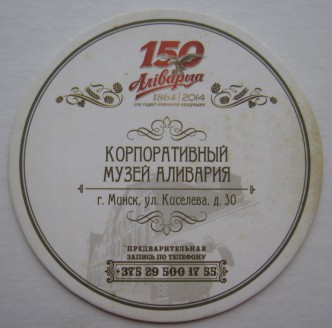 150
Аліварыя
1864 2014
КОРПОРАТИВНЫЙ
МУЗЕЙ АЛИВАРИЯ
г. Минск, ул. Киселева, д. 30
ПРЕДВАРИТЕЛЬНАЯ
ЗАПИСЬ ПО ТЕЛЕФОНУ
+375 29 500 17 55